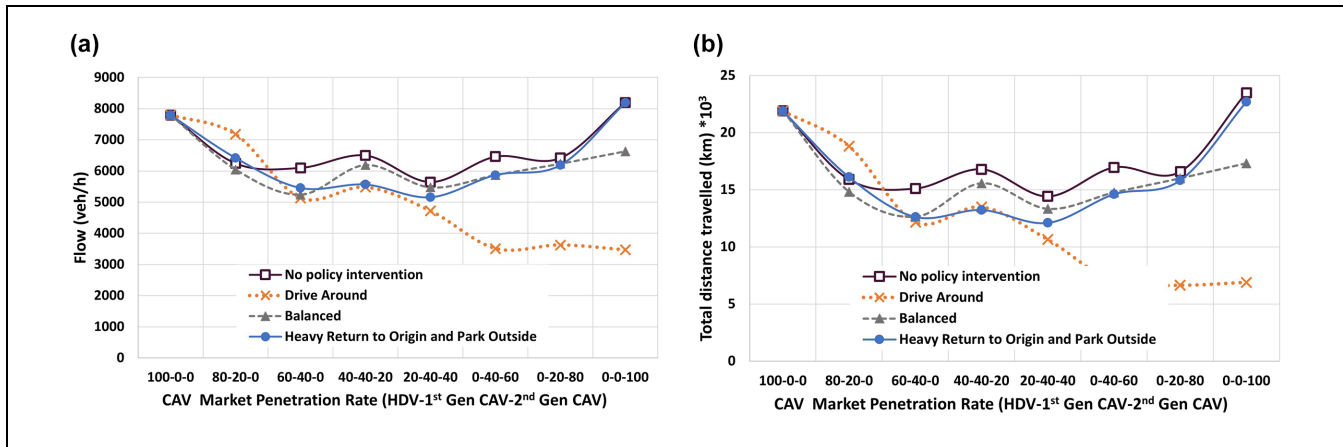 (a)
Flow (veh/h)
9000
8000
7000
6000
5000
4000
3000
2000
1000
0
No policy intervention
Drive Around
Balanced
Heavy Return to Origin and Park Outside
100-0-0 80-20-0 60-40-0 40-40-20 20-40-40 0-40-60 0-20-80 0-0-100
CAV Market Penetration Rate (HDV-1st Gen CAV-2nd Gen CAV)
(b)
Total distance travelled (km) *10³
25
20
15
10
5
0
No policy intervention
Drive Around
Balanced
Heavy Return to Origin and Park Outside
100-0-0 80-20-0 60-40-0 40-40-20 20-40-40 0-40-60 0-20-80 0-0-100
CAV Market Penetration Rate (HDV-1st Gen CAV-2nd Gen CAV)